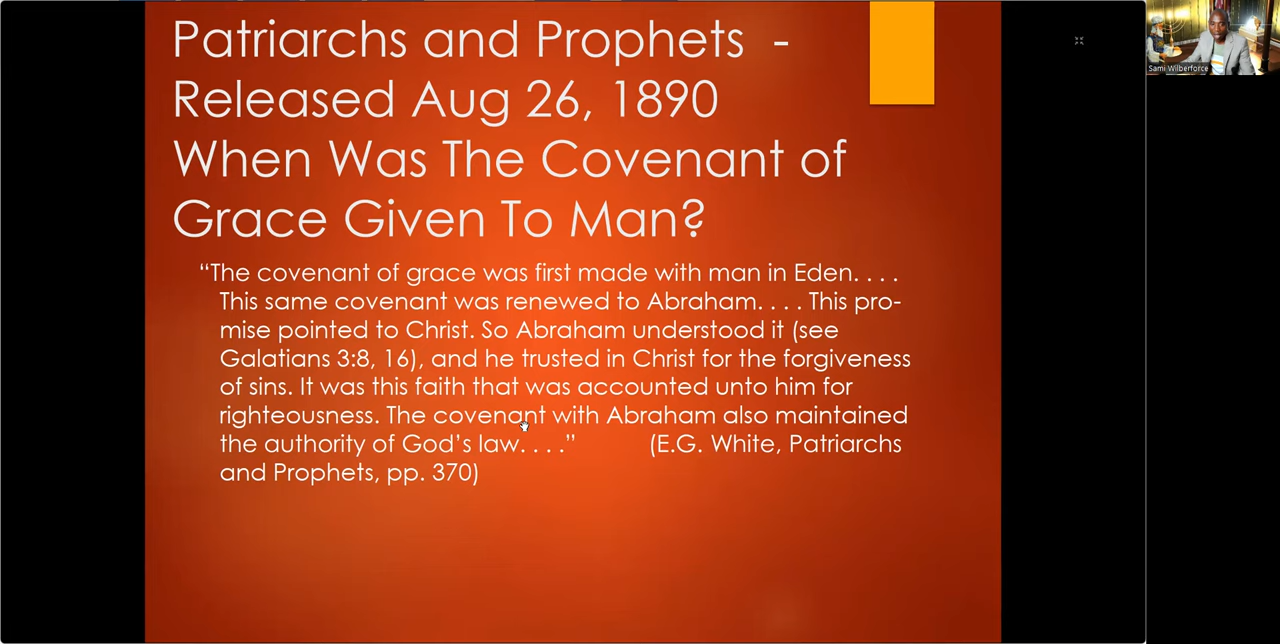 Patriarchs and Prophets -
Released Aug 26, 1890
When Was The Covenant of
Grace Given To Man?
“The covenant of grace was first made with man in Eden. . . .
This same covenant was renewed to Abraham. . . . This pro-
mise pointed to Christ. So Abraham understood it (see
Galatians 3:8, 16), and he trusted in Christ for the forgiveness
of sins. It was this faith that was accounted unto him for
righteousness. The covenant with Abraham also maintained
the authority of God’s law. . . .” (E.G. White, Patriarchs
and Prophets, pp. 370)
Sami Wilberforce